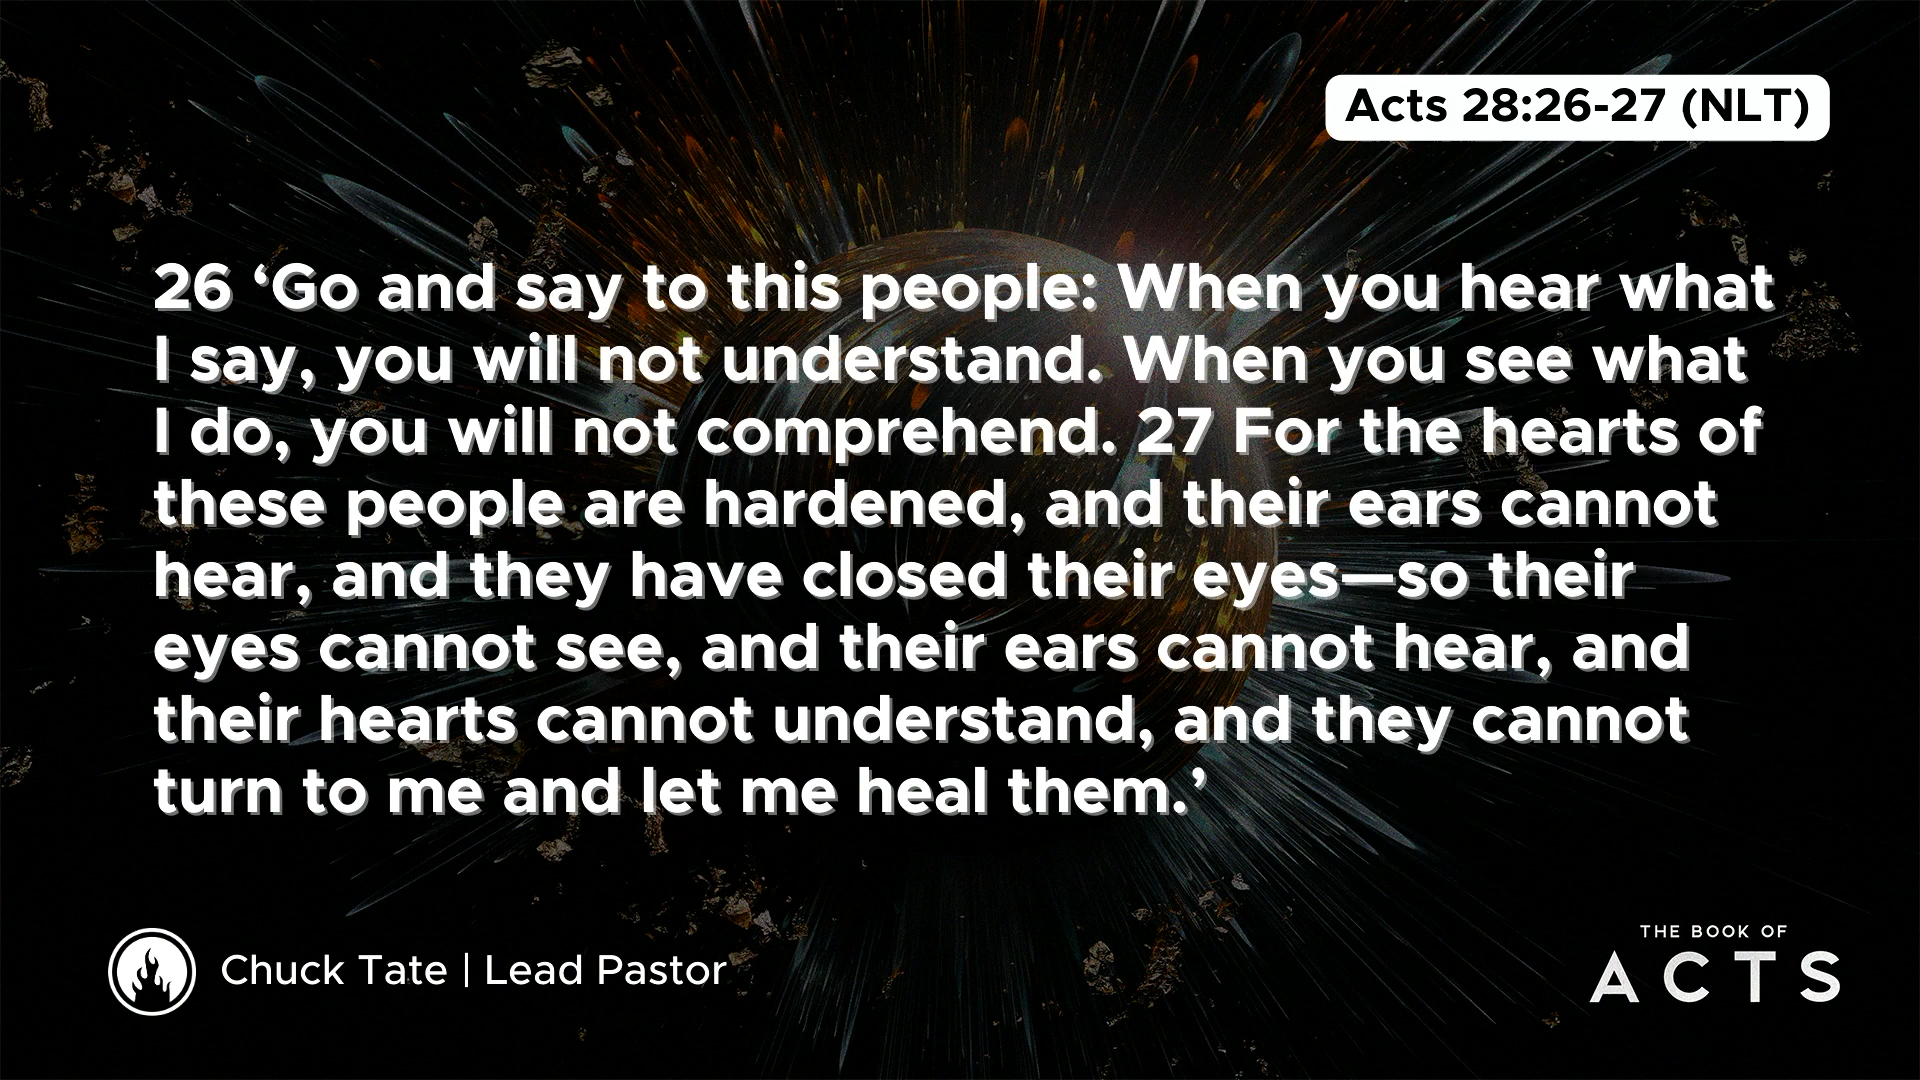 Acts 28:26-27 (NLT)
26 ‘Go and say to this people: When you hear what
I say, you will not understand. When you see what
I do, you will not comprehend. 27 For the hearts of
these people are hardened, and their ears cannot
hear, and they have closed their eyes—so their
eyes cannot see, and their ears cannot hear, and
their hearts cannot understand, and they cannot
turn to me and let me heal them.’
Chuck Tate | Lead Pastor
THE BOOK OF
ACTS